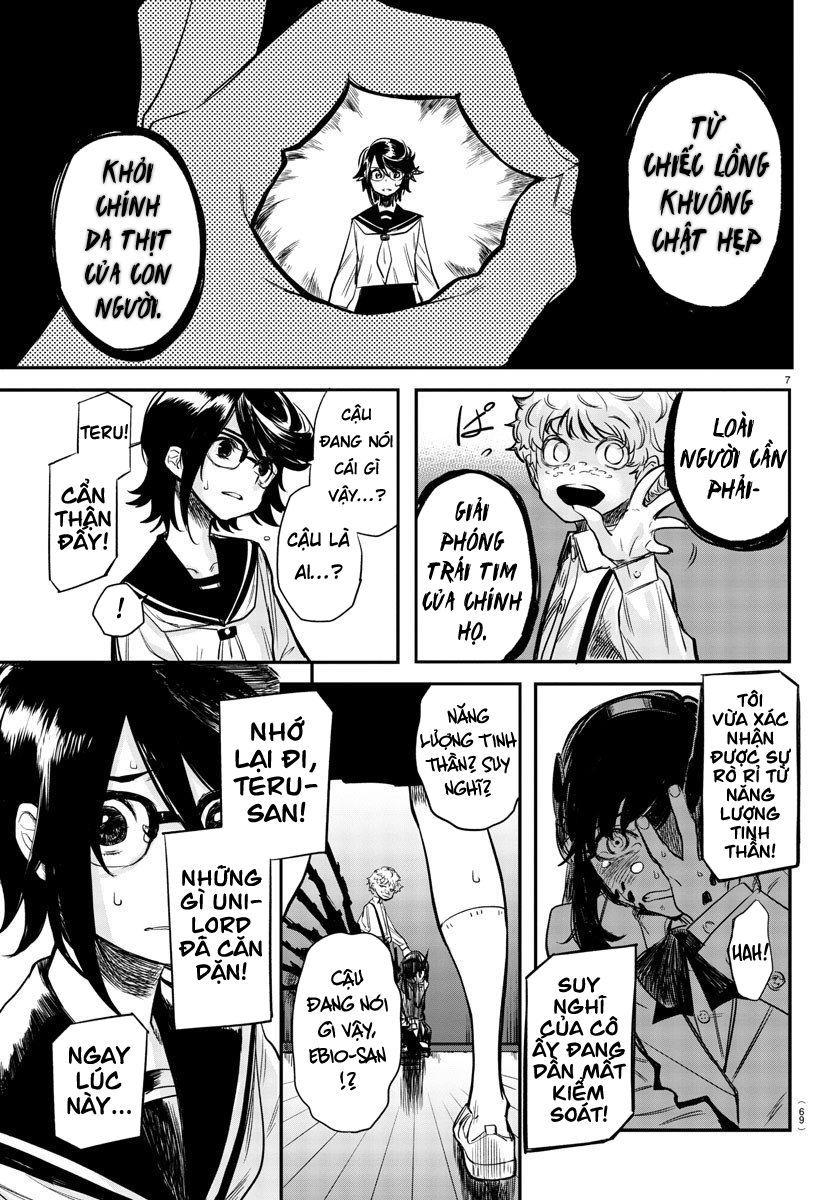 TỪ
CHIẾC LỒNG
KHUÔNG
CHẬT HẸP
KHỎI
CHÍNH
DA THỊT
CỦA CON
NGƯỜI.
7
LOÀI
NGƯỜI CẦN
PHẢI-
ぱ
GIẢI
PHÓNG
TRÁI TIM
CỦA CHÍNH
HỌ.
CẬU
ĐANG NÓI
CÁI GÌ
VẬY...?
CẬU LÀ
AI...?
TERU!
CẨN
THẬN
ĐẤY!
!
TÔI
VỪA XÁC
NHẬN
ĐƯỢC SỰ
RÒ RỈ TỪ
NĂNG
LƯỢNG
TINH
THẦN!
HAH!
SUY
NGHĨ
CỦA CÔ
ẤY ĐANG
DẦN MẤT
KIỂM
SOÁT!
NĂNG
LƯỢNG TINH
THẦN? SUY
NGHĨ?
CẬU
ĐANG NÓI
GÌ VẬY,
EBIO-SAN
!?
NHỚ
LẠI ĐI,
TERU-
SAN!
NHỮNG
GÌ UNI-
LORD
ĐÃ CĂN
DẶN!
NGAY
LÚC
NÀY...
(69)